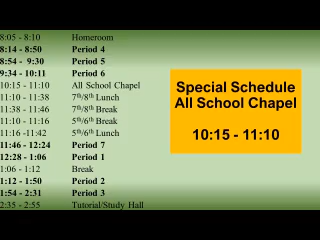 8:05 - 8:10 Homeroom
8:14 - 8:50 Period 4
8:54 - 9:30 Period 5
9:34 - 10:11 Period 6
10:15 - 11:10 All School Chapel
11:10 - 11:38 7th/8th Lunch
11:38 - 11:42 7th/8th Break
11:10 - 11:16 5th/6th Break
11:16 -11:42 5th/6th Lunch
11:46 - 12:24 Period 7
12:28 - 1:06 Period 1
1:06 - 1:12 Break
1:12 - 1:50 Period 2
1:54 - 2:31 Period 3
2:35 - 2:55 Tutorial/Study Hall
Special Schedule
All School Chapel
10:15 - 11:10